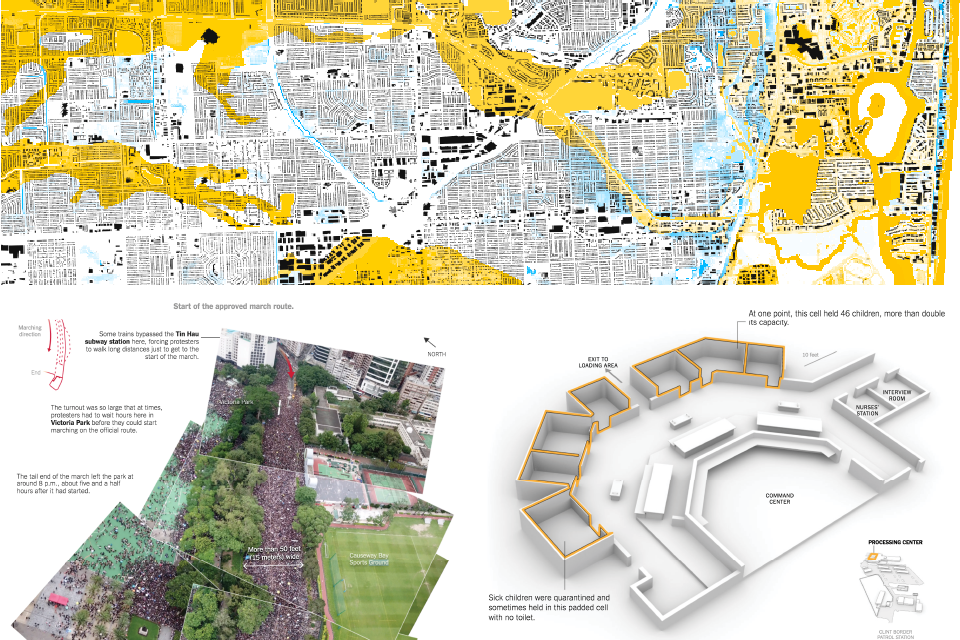 Start of the approved march route.
Marching
direction
End
Some trains bypassed the Tin Hau
subway station here, forcing protesters
to walk long distances just to get to the
start of the march.
NORTH
Victoria Park
The turnout was so large that at times,
protesters had to wait hours here in
Victoria Park before they could start
marching on the official route.
The tail end of the march left the park at
around 8 p.m., about five and a half
hours after it had started.
More than 50 feet
(15 meters) wide
Causeway Bay
Sports Ground
At one point, this cell held 46 children, more than double
its capacity.
10 feet
EXIT TO
LOADING AREA
INTERVIEW
ROOM
NURSES'
STATION
COMMAND
CENTER
PROCESSING CENTER
Sick children were quarantined and
sometimes held in this padded cell
with no toilet.
CLINT BORDER
PATROL STATION